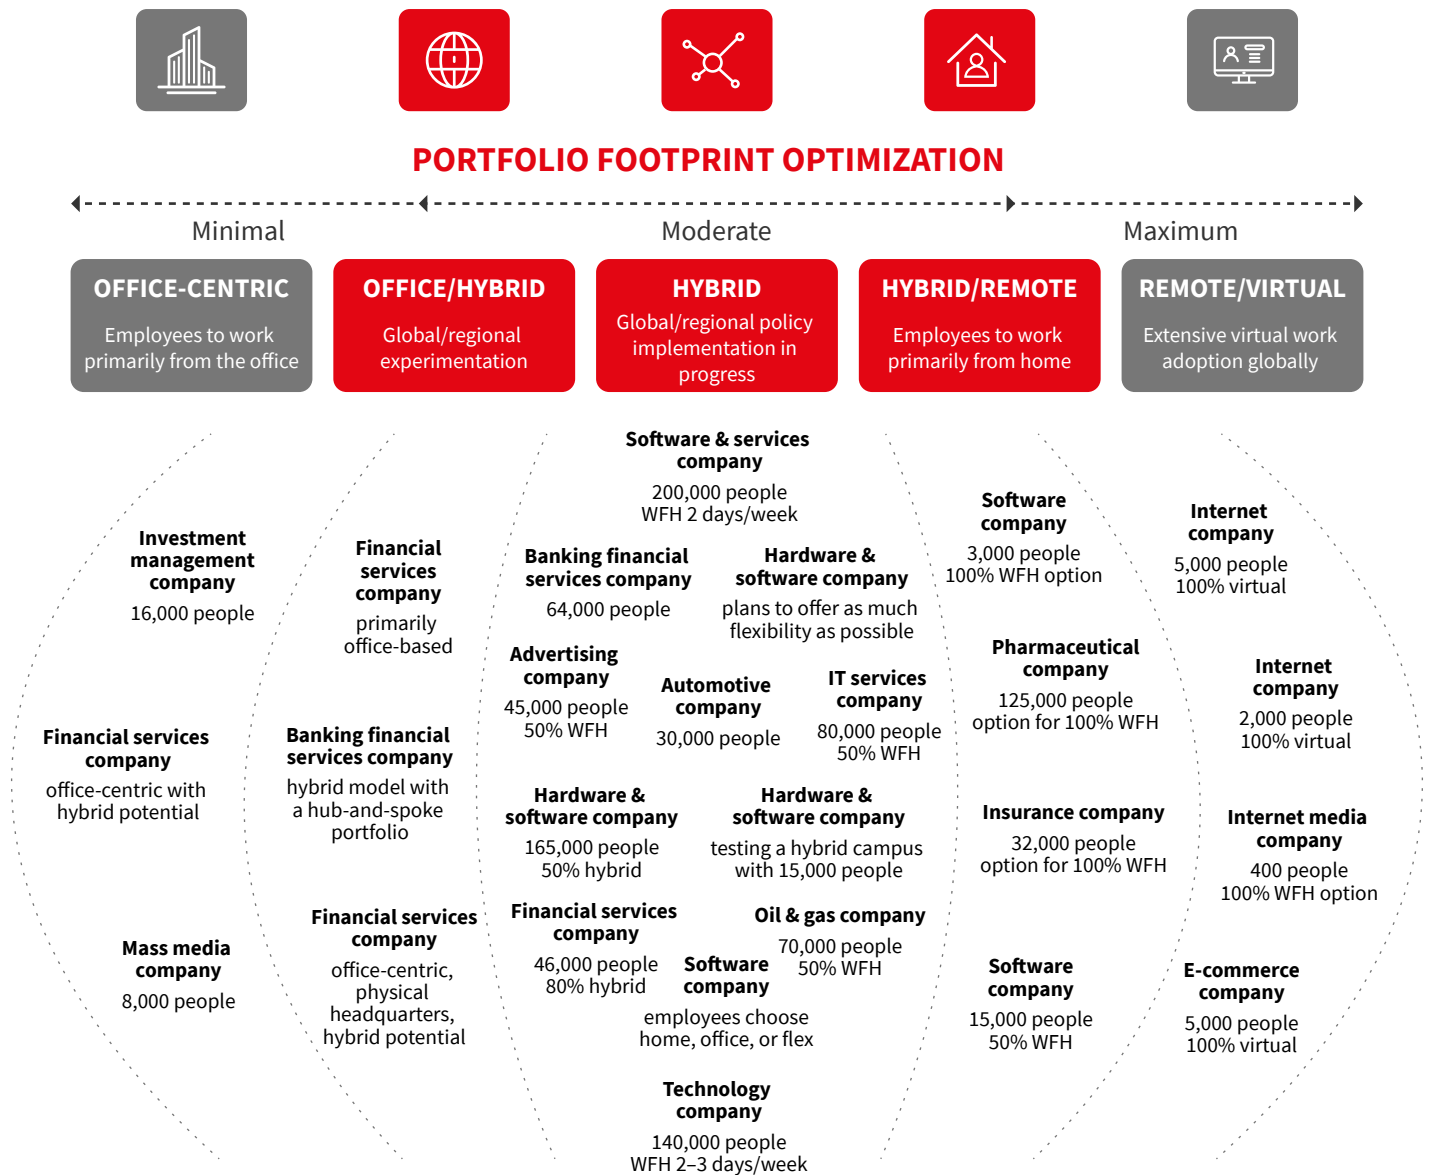 PORTFOLIO FOOTPRINT OPTIMIZATION
Minimal
Moderate
Maximum
OFFICE-CENTRIC
Employees to work
primarily from the office
OFFICE/HYBRID
Global/regional
experimentation
HYBRID
Global/regional policy
implementation in
progress
HYBRID/REMOTE
Employees to work
primarily from home
REMOTE/VIRTUAL
Extensive virtual work
adoption globally
Investment
management
company
16,000 people
Financial services
company
office-centric with
hybrid potential
Mass media
company
8,000 people
Financial
services
company
primarily
office-based
Banking financial
services company
hybrid model with
a hub-and-spoke
portfolio
Financial services
company
office-centric,
physical
headquarters,
hybrid potential
Software & services
company
200,000 people
WFH 2 days/week
Banking financial
services company
64,000 people
Hardware &
software company
plans to offer as much
flexibility as possible
Advertising
company
45,000 people
50% WFH
Automotive
company
30,000 people
IT services
company
80,000 people
50% WFH
Hardware &
software company
165,000 people
50% hybrid
Hardware &
software company
testing a hybrid campus
with 15,000 people
Financial services
company
46,000 people
80% hybrid
Oil & gas company
70,000 people
50% WFH
Software
company
employees choose
home, office, or flex
Technology
company
140,000 people
WFH 2–3 days/week
Software
company
3,000 people
100% WFH option
Pharmaceutical
company
125,000 people
option for 100% WFH
Insurance company
32,000 people
option for 100% WFH
Software
company
15,000 people
50% WFH
Internet
company
5,000 people
100% virtual
Internet
company
2,000 people
100% virtual
Internet media
company
400 people
100% WFH option
E-commerce
company
5,000 people
100% virtual